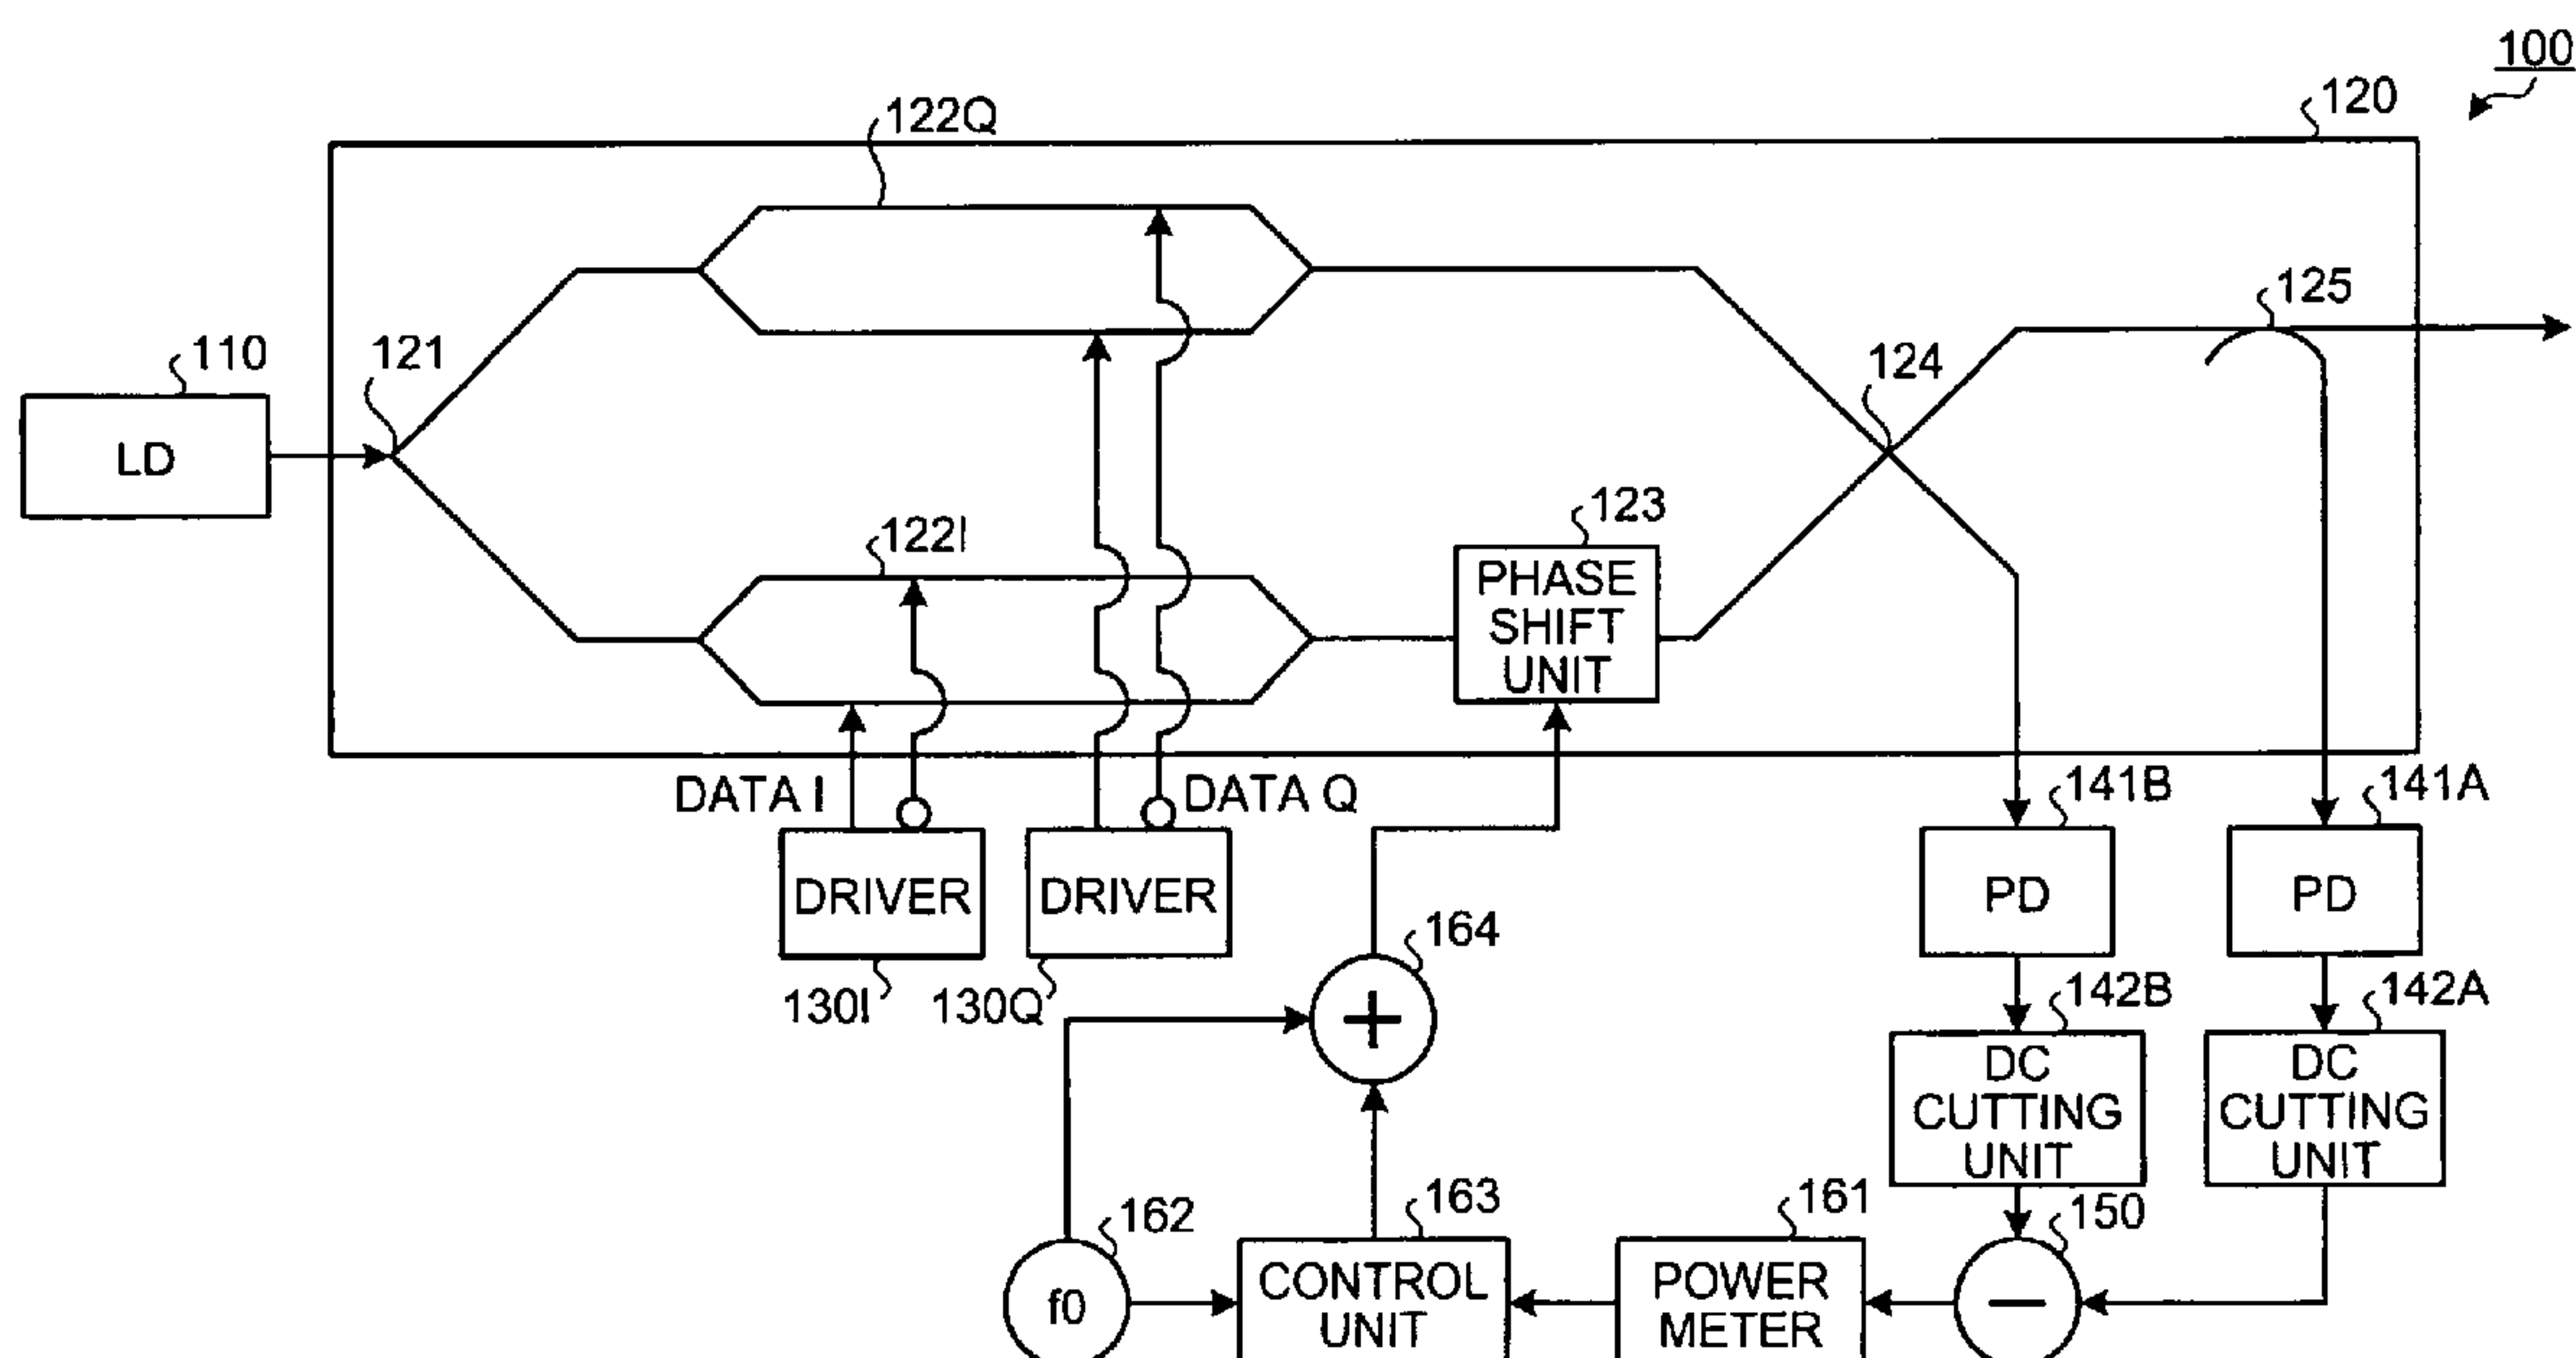 100
120
122Q
125
110
121
124
LD
122I
123
PHASE
SHIFT
UNIT
DATA I
DATA Q
141B
141A
DRIVER
DRIVER
PD
PD
164
130I
130Q
+
142B
142A
DC
CUTTING
UNIT
DC
CUTTING
UNIT
162
163
161
150
f0
CONTROL
UNIT
POWER
METER
−